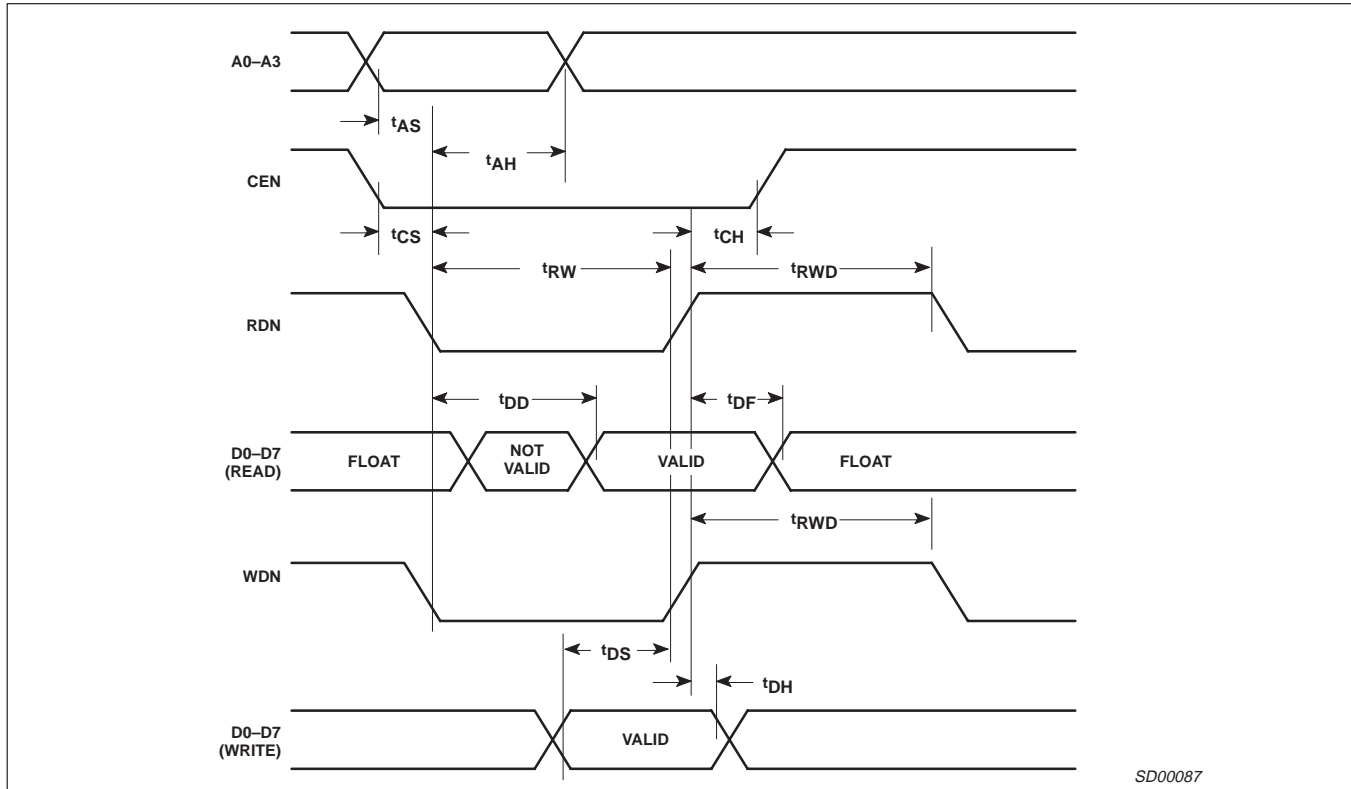 A0–A3
tAS
tAH
CEN
tCS
tCH
tRW
tRWD
RDN
tDD
tDF
D0–D7
(READ)
FLOAT
NOT
VALID
VALID
FLOAT
tRWD
WDN
tDS
tDH
D0–D7
(WRITE)
VALID
SD00087